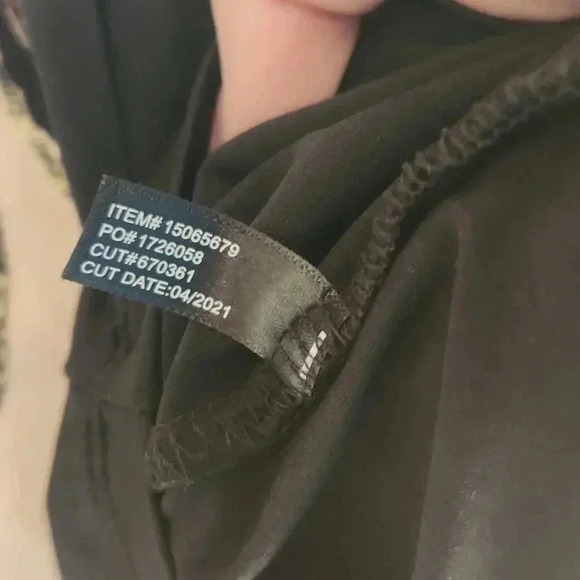 ITEM# 15065679
PO# 1726058
CUT#670361
CUT DATE:04/2021